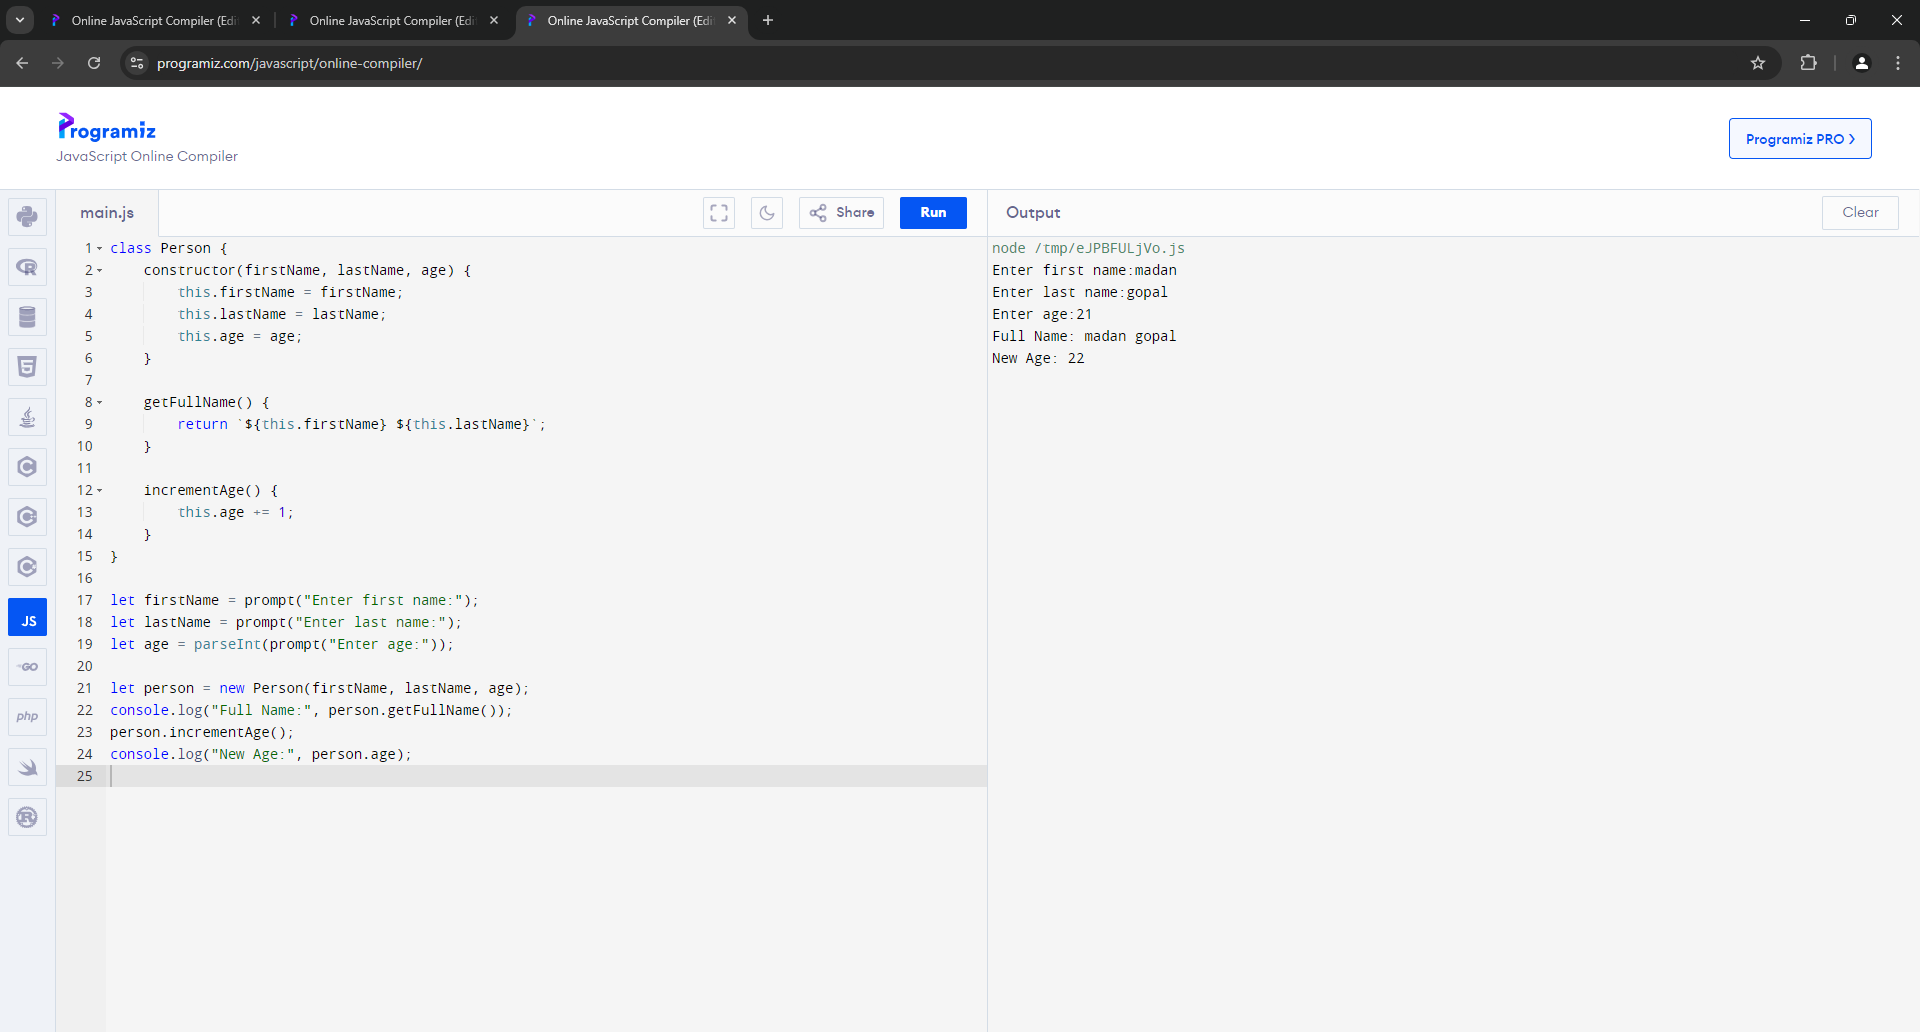 Online JavaScript Compiler (Edi
Online JavaScript Compiler (Edi
Online JavaScript Compiler (Edi
programiz.com/javascript/online-compiler/
Programiz
JavaScript Online Compiler
Programiz PRO >
main.js
Share
Run
Output
Clear
1 class Person {
2     constructor(firstName, lastName, age) {
3         this.firstName = firstName;
4         this.lastName = lastName;
5         this.age = age;
6     }
7
8     getFullName() {
9         return `${this.firstName} ${this.lastName}`;
10     }
11
12     incrementAge() {
13         this.age += 1;
14     }
15 }
16
17 let firstName = prompt("Enter first name:");
18 let lastName = prompt("Enter last name:");
19 let age = parseInt(prompt("Enter age:"));
20
21 let person = new Person(firstName, lastName, age);
22 console.log("Full Name:", person.getFullName());
23 person.incrementAge();
24 console.log("New Age:", person.age);
25
node /tmp/eJPBFULjVo.js
Enter first name:madan
Enter last name:gopal
Enter age:21
Full Name: madan gopal
New Age: 22
R
5
C
C
C
JS
GO
php
R